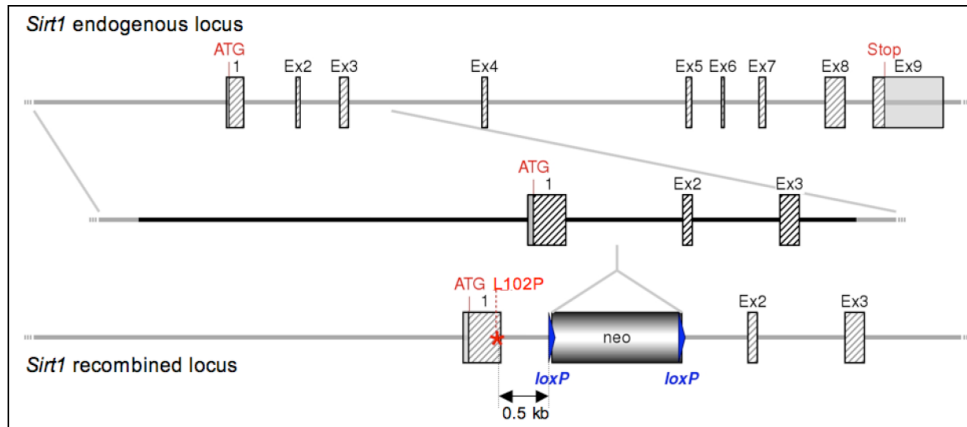 Sirt1 endogenous locus
ATG Stop
1 Ex2 Ex3 Ex4 Ex5 Ex6 Ex7 Ex8 Ex9
ATG
1 Ex2 Ex3
ATG L102P
1 Ex2 Ex3
neo
Sirt1 recombined locus
loxP loxP
0.5 kb